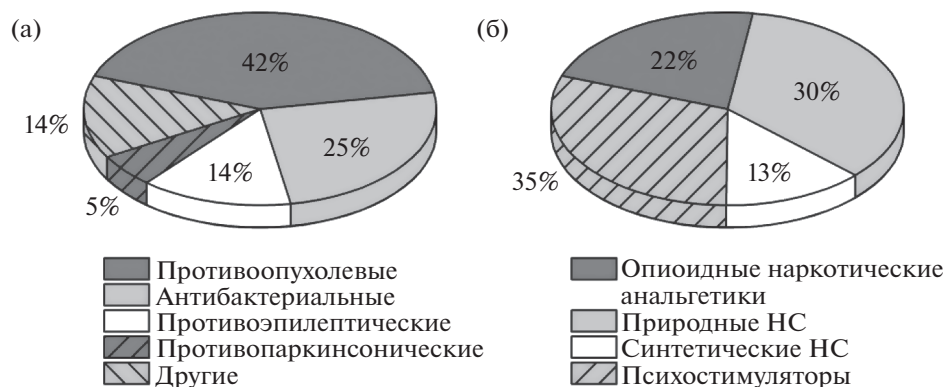 (а)
42%
14%
25%
14%
5%
Противоопухолевые
Антибактериальные
Противоэпилептические
Противопаркинсонические
Другие
(б)
22%
30%
35%
13%
Опиоидные наркотические
анальгетики
Природные НС
Синтетические НС
Психостимуляторы